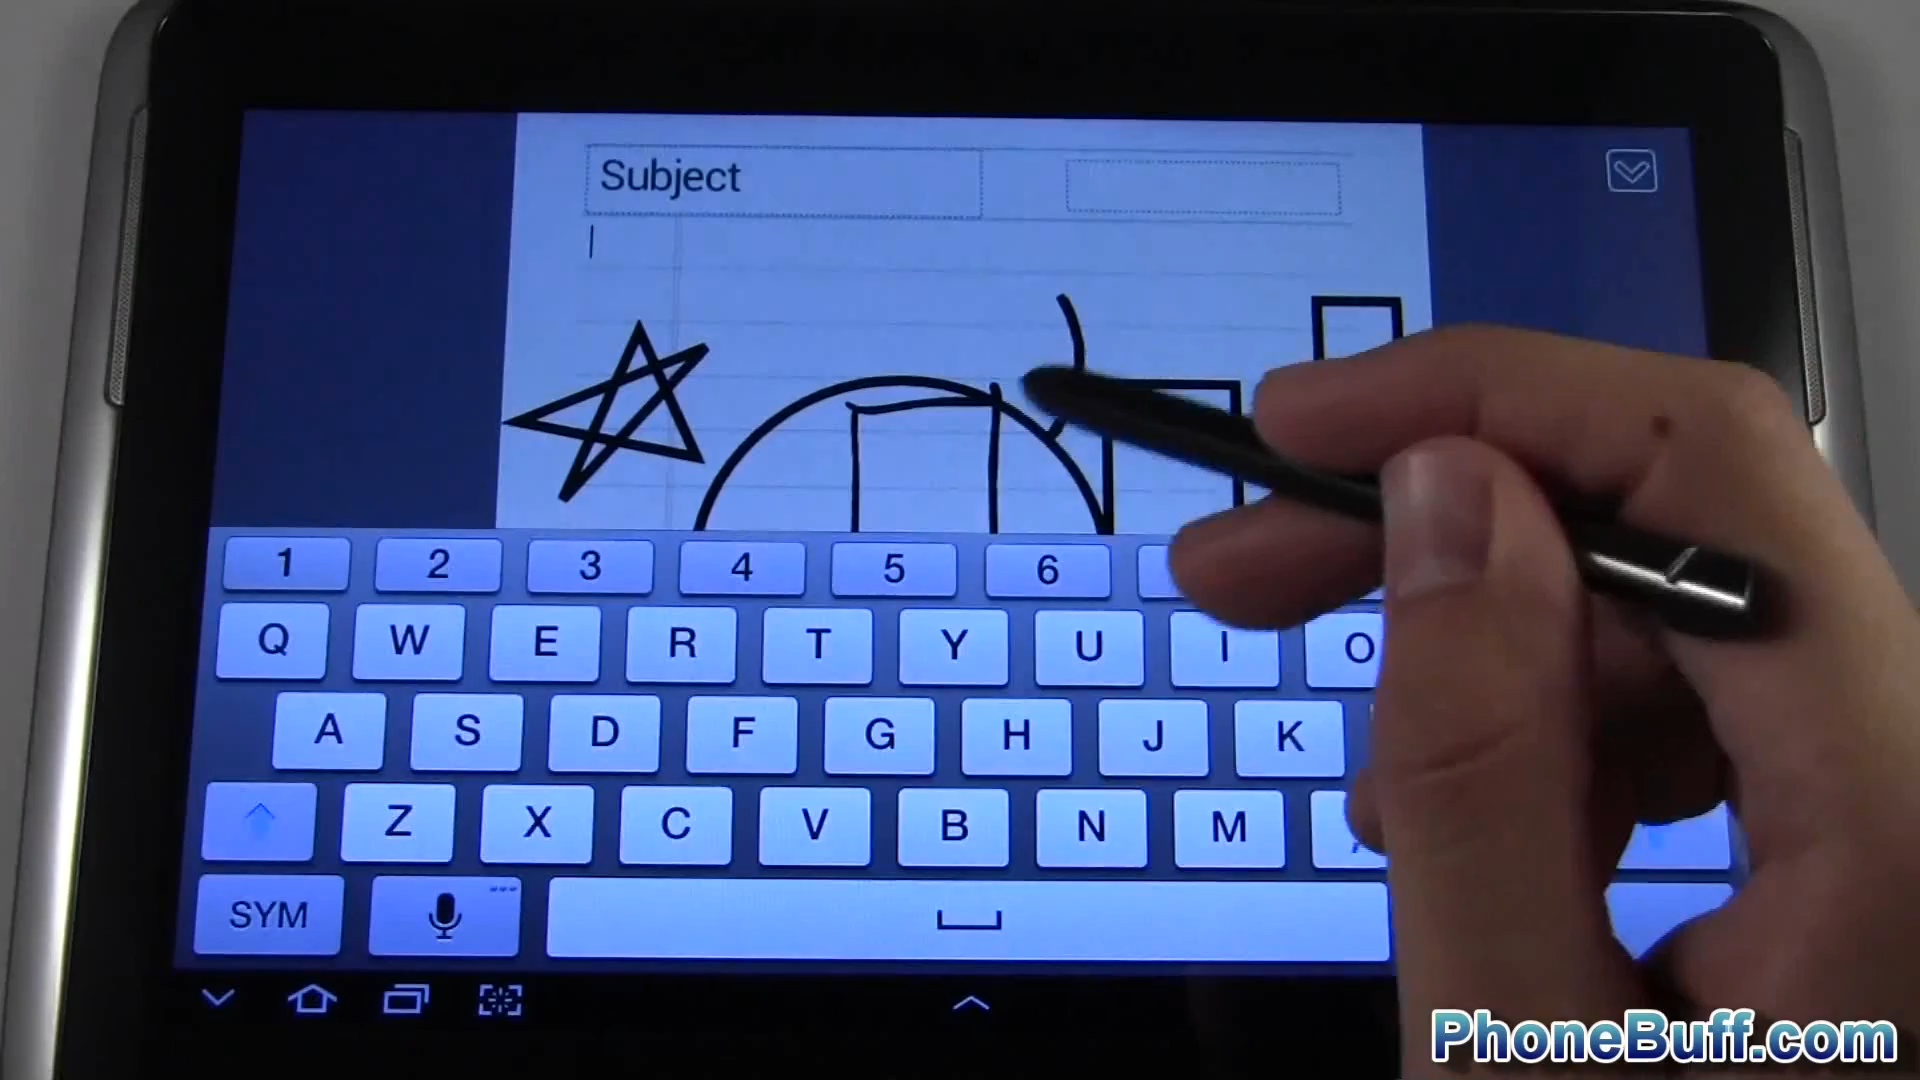 Subject
1 2 3 4 5 6
Q W E R T Y U I O
A S D F G H J K
Z X C V B N M
SYM
PhoneBuff.com